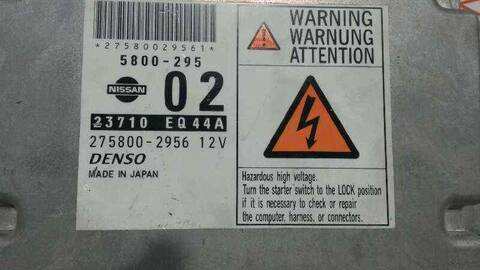 *27580029561*
5800-295
NISSAN
02
23710 EQ44A
275800-2956 12V
DENSO
MADE IN JAPAN
WARNING
WARNUNG
ATTENTION
Hazardous high voltage.
Turn the starter switch to the LOCK position
if it is necessary to check or repair
the computer, harness, or connectors.